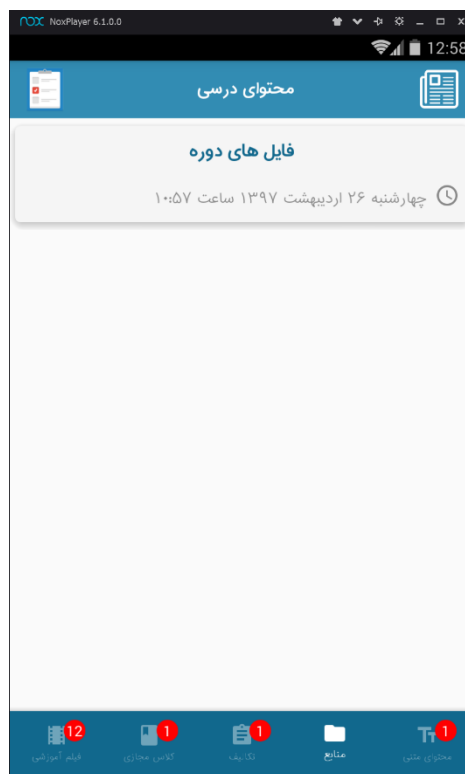 NOX NoxPlayer 6.1.0.0
12:58
محتوای درسی
فایل های دوره
چهارشنبه ۲۶ اردیبهشت ۱۳۹۷ ساعت ۱۰:۵۷
1 1 1 12
محتوای متنی منابع تکالیف کلاس مجازی فیلم آموزشی